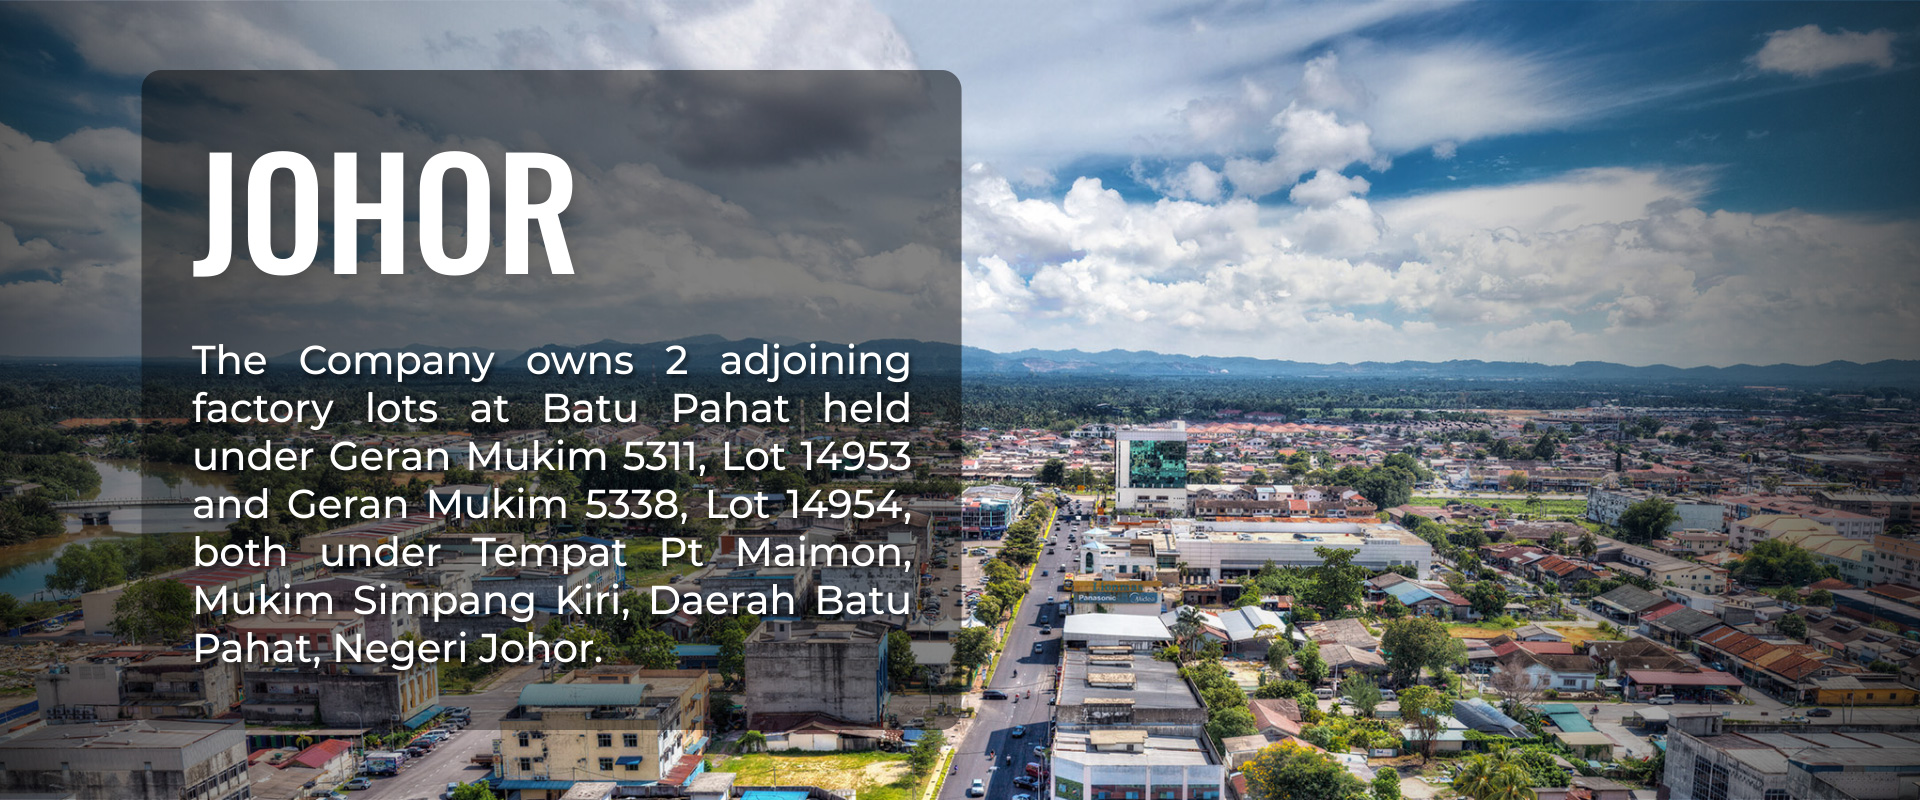 JOHOR
The Company owns 2 adjoining
factory lots at Batu Pahat held
under Geran Mukim 5311, Lot 14953
and Geran Mukim 5338, Lot 14954,
both under Tempat Pt Maimon,
Mukim Simpang Kiri, Daerah Batu
Pahat, Negeri Johor.
Panasonic